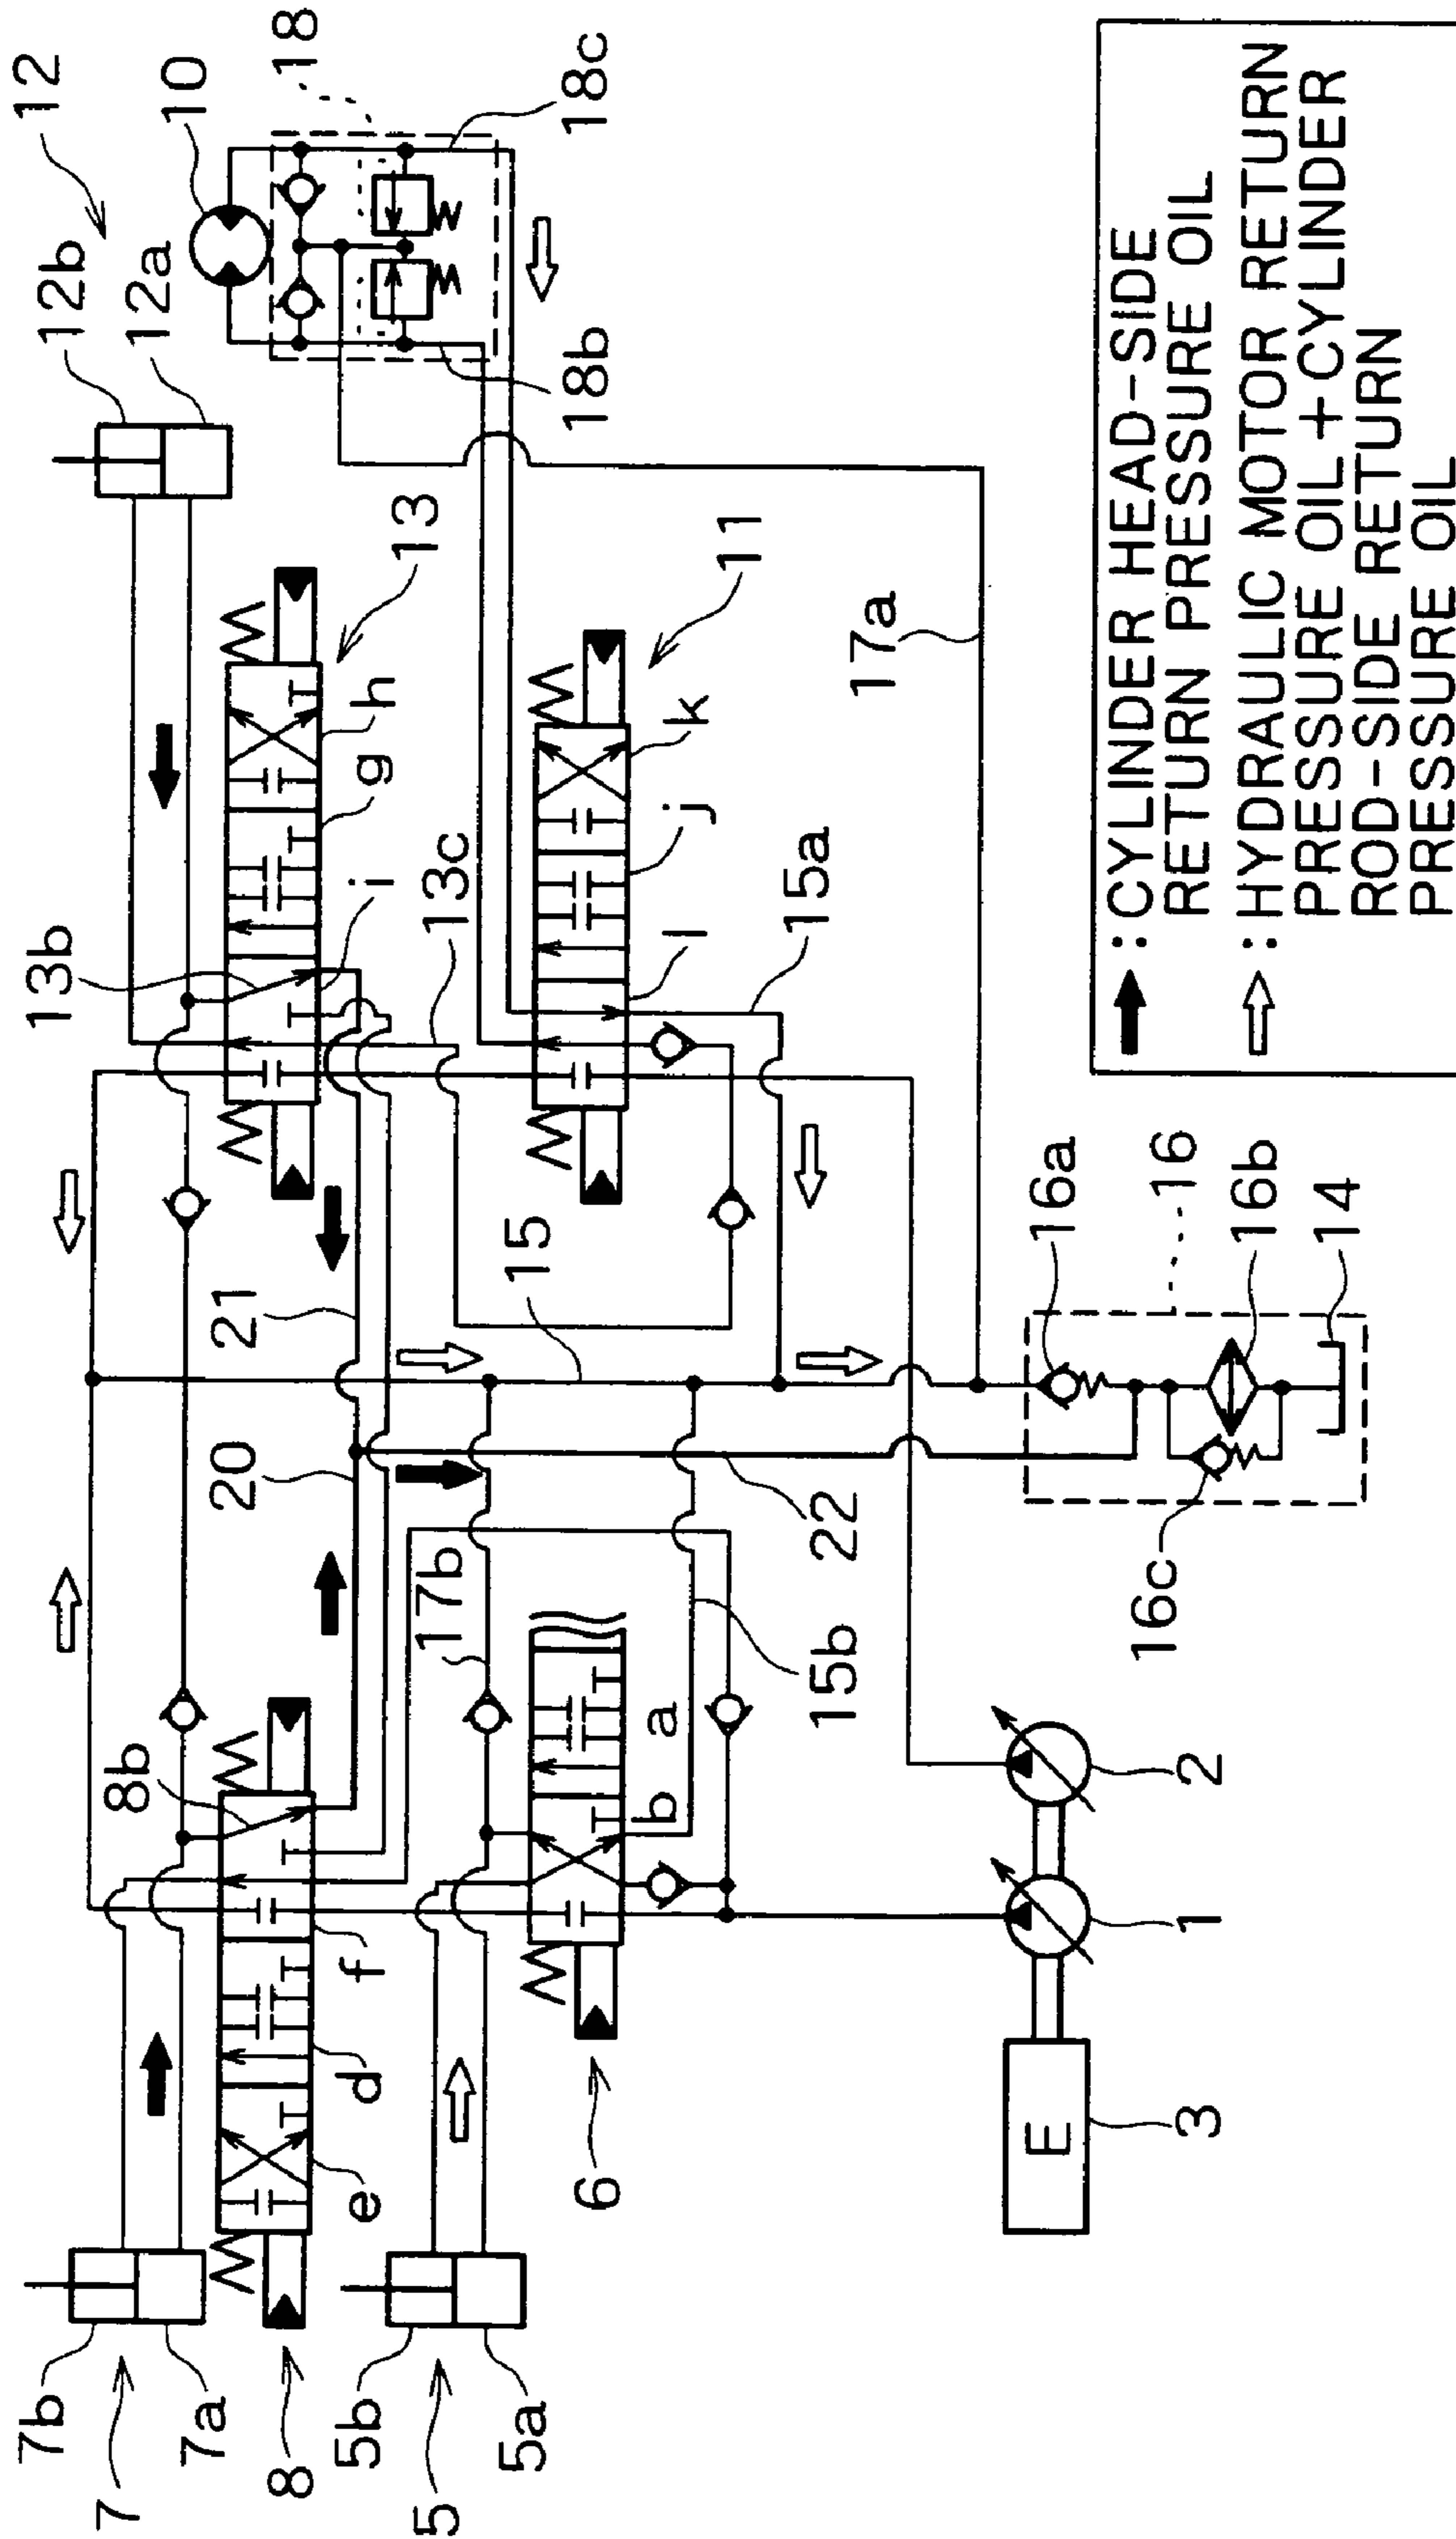 12
12b
12a
10
18
18c
18b
13b
13
h
g
i
13c
11
k
j
l
15a
17a
21
15
20
22
16a
16
16b
14
16c
17b
15b
8b
f
d
e
a
b
6
7b
7
7a
8
5b
5
5a
E
3
1
2
: CYLINDER HEAD-SIDE
RETURN PRESSURE OIL
: HYDRAULIC MOTOR RETURN
PRESSURE OIL+CYLINDER
ROD-SIDE RETURN
PRESSURE OIL